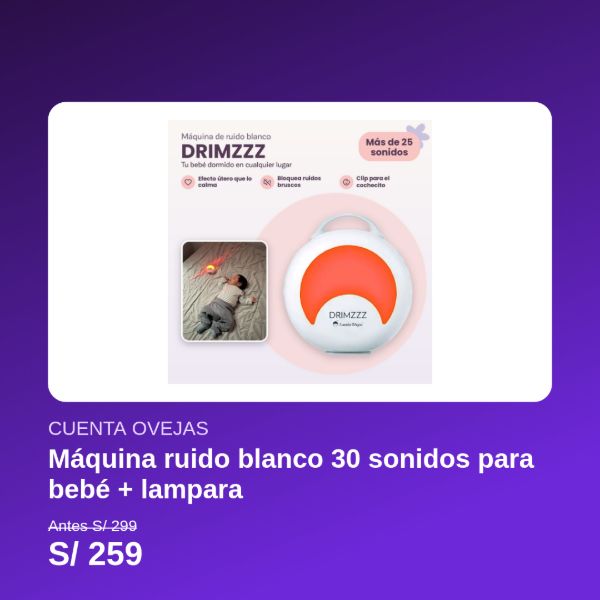 Máquina de ruido blanco
DRIMZZZ
Tu bebé dormido en cualquier lugar
Más de 25
sonidos
Efecto útero que lo
calma
Bloquea ruidos
bruscos
Clip para el
cochecito
DRIMZZZ
CUENTA OVEJAS
Máquina ruido blanco 30 sonidos para
bebé + lampara
Antes S/ 299
S/ 259